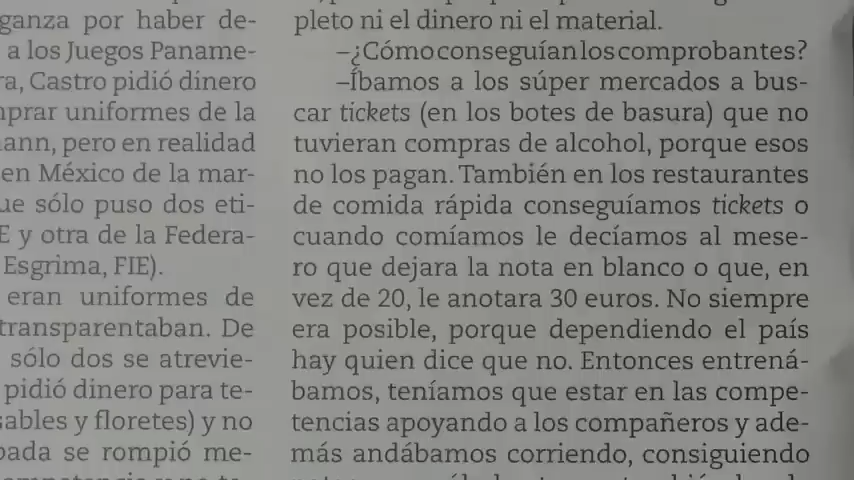 ganza por haber de-
a los Juegos Paname-
ra, Castro pidió dinero
prar uniformes de la
ann, pero en realidad
en México de la mar-
ue sólo puso dos eti-
E y otra de la Federa-
Esgrima, FIE).
eran uniformes de
transparentaban. De
sólo dos se atrevie-
pidió dinero para te-
sables y floretes) y no
pada se rompió me-
pleto ni el dinero ni el material.
–¿Cómo conseguían los comprobantes?
–Íbamos a los súper mercados a bus-
car tickets (en los botes de basura) que no
tuvieran compras de alcohol, porque esos
no los pagan. También en los restaurantes
de comida rápida conseguíamos tickets o
cuando comíamos le decíamos al mese-
ro que dejara la nota en blanco o que, en
vez de 20, le anotara 30 euros. No siempre
era posible, porque dependiendo el país
hay quien dice que no. Entonces entrená-
bamos, teníamos que estar en las compe-
tencias apoyando a los compañeros y ade-
más andábamos corriendo, consiguiendo